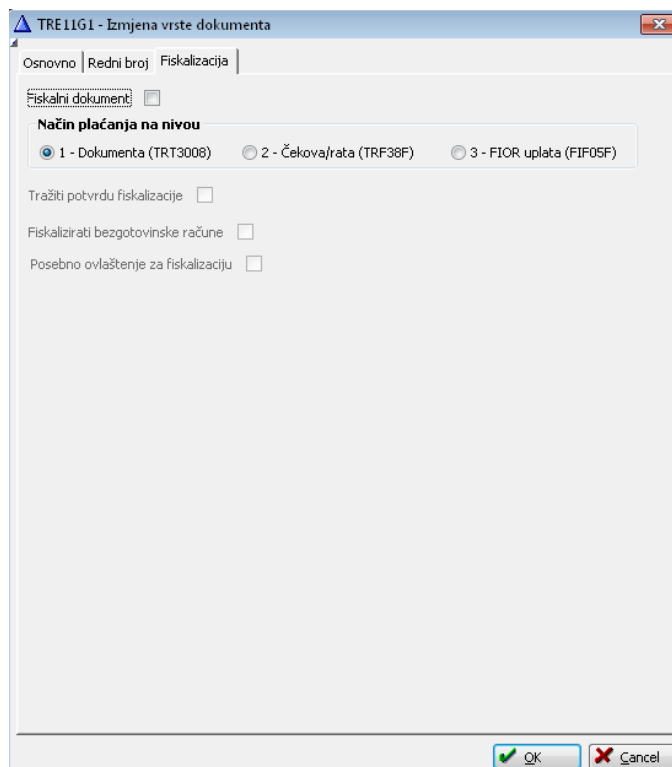 TRE11G1 - Izmjena vrste dokumenta
Osnovno Redni broj Fiskalizacija
Fiskalni dokument
Način plaćanja na nivou
1 - Dokumenta (TRT3008) 2 - Čekova/rata (TRF38F) 3 - FIOR uplata (FIF05F)
Tražiti potvrdu fiskalizacije
Fiskalizirati bezgotovinske račune
Posebno ovlaštenje za fiskalizaciju
OK Cancel